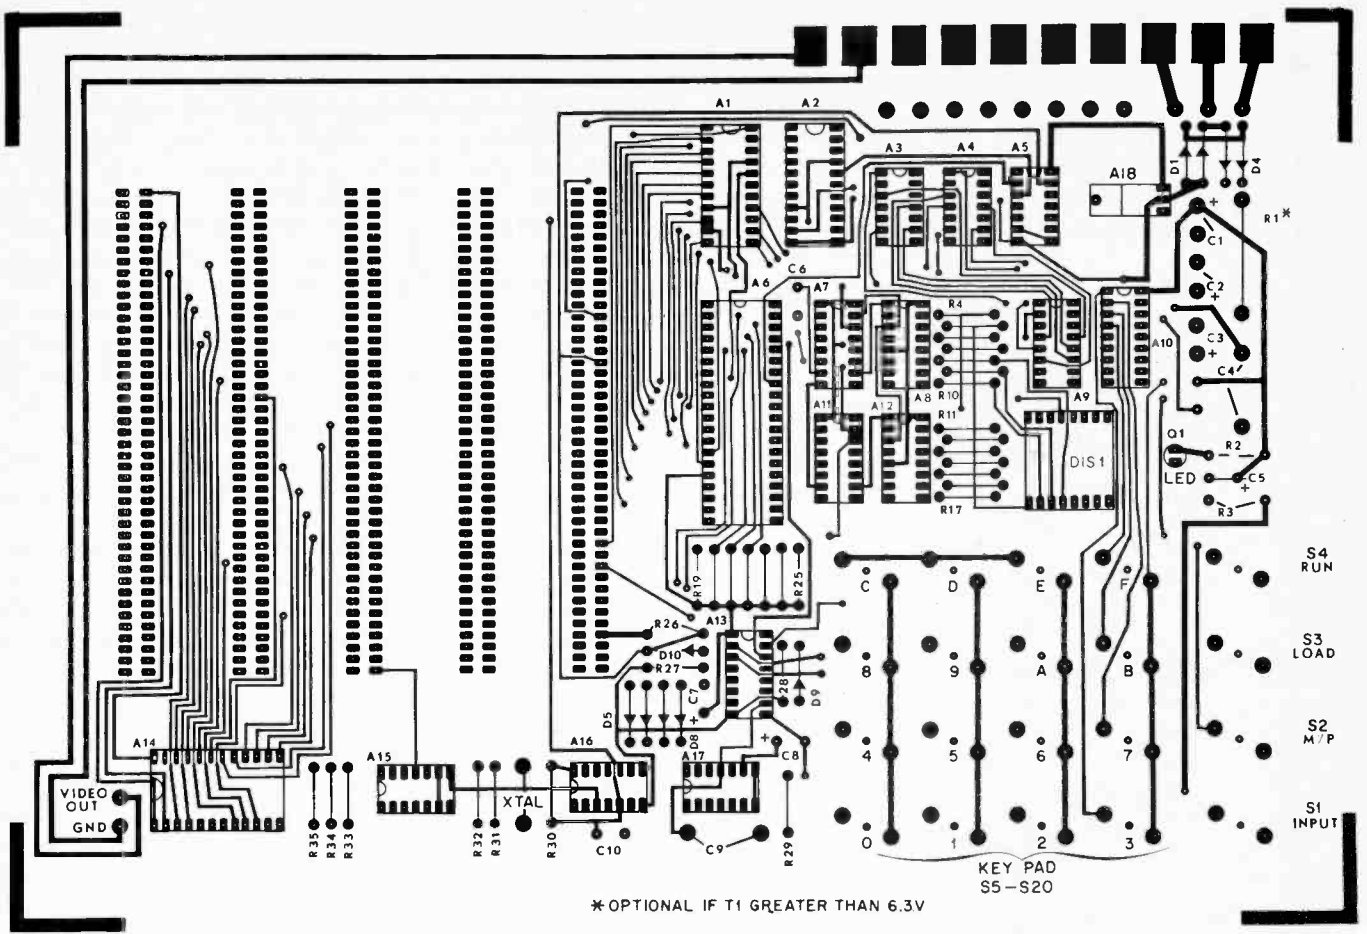 A1 A2
A3 A4 A5
A18
D1 D4
R1*
+
C1
C2
+
C3
+
C4
C6
A6 A7
R4
A10
A11 A12 A8 R10
R11
A9
Q1
LED
DIS1
R2
C5
+
R3
R17
R19 R25
S4
RUN
C D E F
R26 A13
D10
R27
C7
28
D9
S3
LOAD
8 9 A B
D5
+
D8
+
C8
A14 A15 A16 A17
S2
M/P
4 5 6 7
VIDEO
OUT
GND
XTAL
R35 R34 R33 R32 R31 R30
C10 C9 R29
S1
INPUT
0 1 2 3
KEY PAD
S5-S20
*OPTIONAL IF T1 GREATER THAN 6.3V